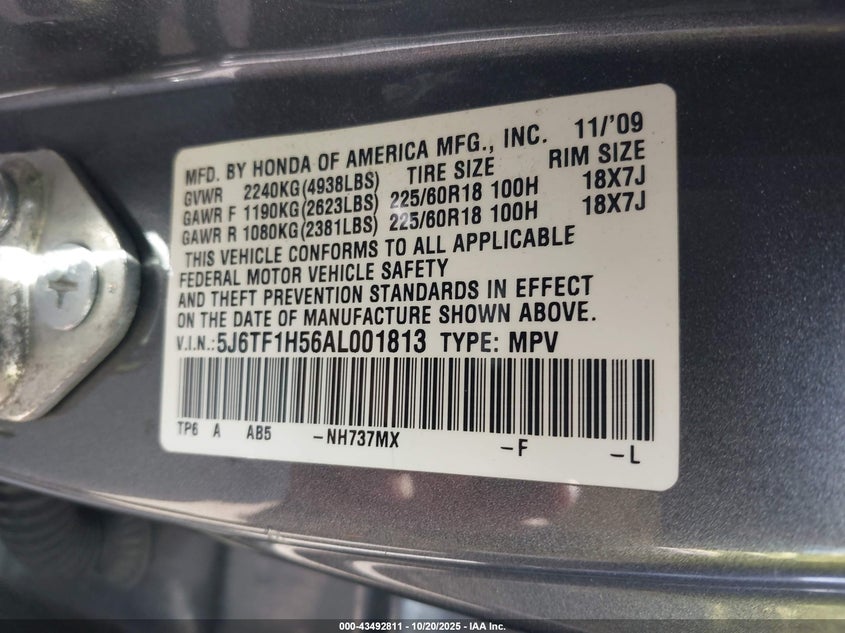 MFD. BY HONDA OF AMERICA MFG., INC. 11/'09
GVWR 2240KG(4938LBS) TIRE SIZE RIM SIZE
GAWR F 1190KG(2623LBS) 225/60R18 100H 18X7J
GAWR R 1080KG(2381LBS) 225/60R18 100H 18X7J
THIS VEHICLE CONFORMS TO ALL APPLICABLE
FEDERAL MOTOR VEHICLE SAFETY
AND THEFT PREVENTION STANDARDS IN EFFECT
ON THE DATE OF MANUFACTURE SHOWN ABOVE.
V.I.N.: 5J6TF1H56AL001813 TYPE: MPV
TP6 A AB5 -NH737MX -F -L
000-43492811 - 10/20/2025 - IAA Inc.